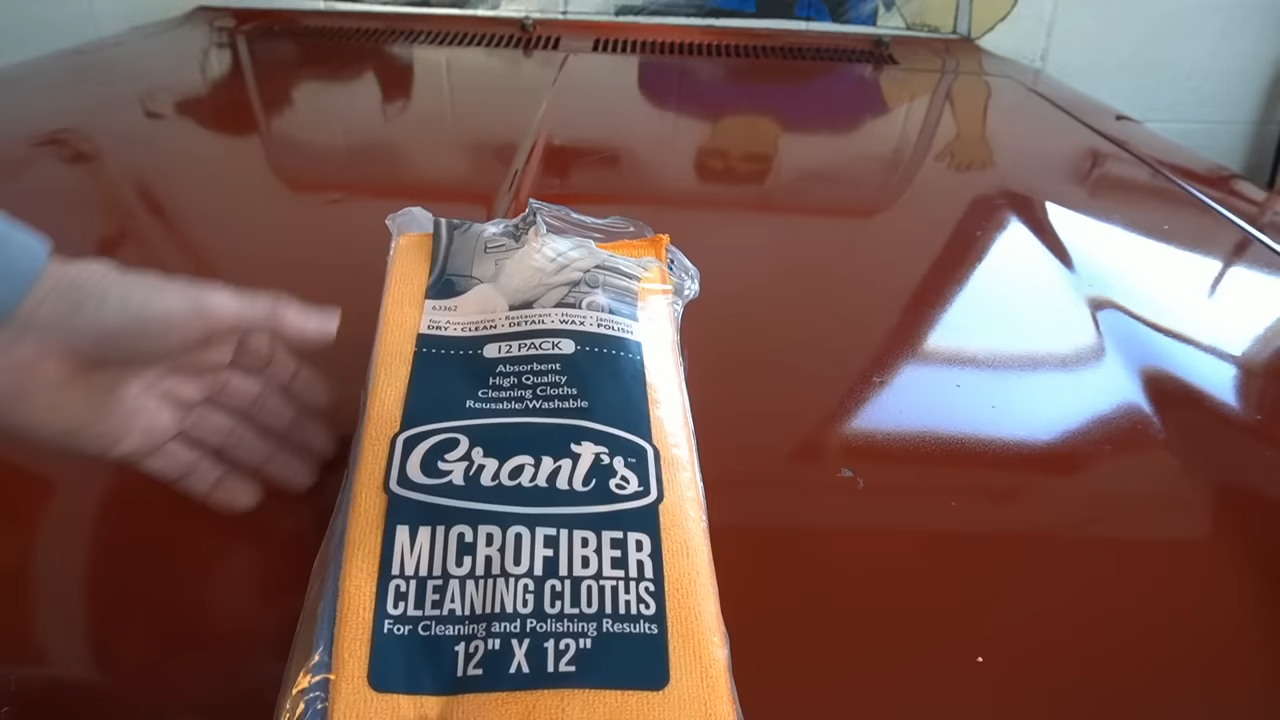 63362
for Automotive • Restaurant • Home • Janitorial
DRY • CLEAN • DETAIL • WAX • POLISH
12 PACK
Absorbent
High Quality
Cleaning Cloths
Reusable/Washable
Grant's™
MICROFIBER
CLEANING CLOTHS
For Cleaning and Polishing Results
12" X 12"